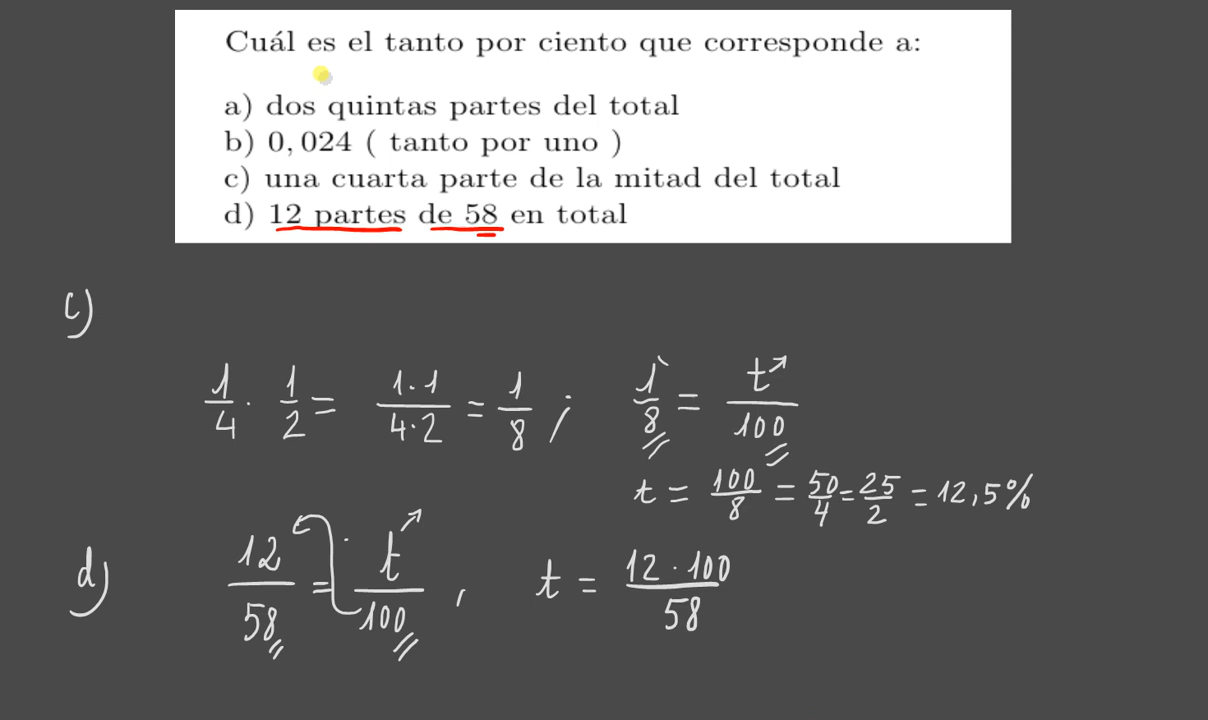 Cuál es el tanto por ciento que corresponde a:
a) dos quintas partes del total
b) 0,024 ( tanto por uno )
c) una cuarta parte de la mitad del total
d) 12 partes de 58 en total
c)
1/4 · 1/2 = 1·1/4·2 = 1/8 ; 1/8 = t/100
t = 100/8 = 50/4 = 25/2 = 12,5%
d) 12/58 = t/100 , t = 12·100/58